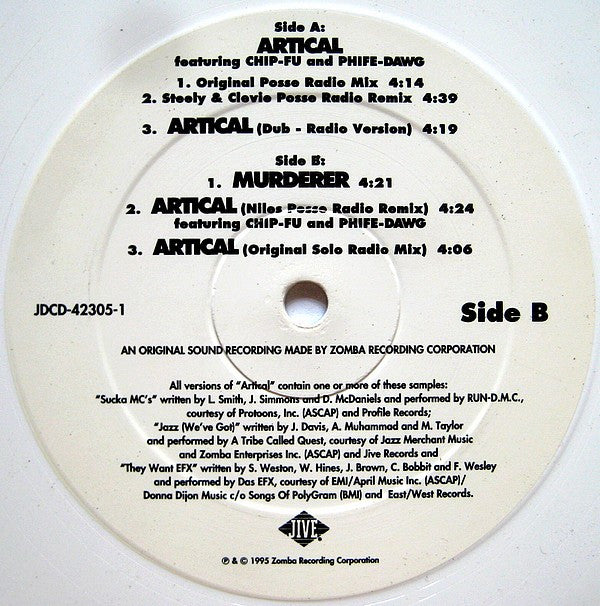 Side A:
ARTICAL
featuring CHIP-FU and PHIFE-DAWG
1. Original Posse Radio Mix 4:14
2. Steely & Clevie Posse Radio Remix 4:39
3. ARTICAL (Dub - Radio Version) 4:19
Side B:
1. MURDERER 4:21
2. ARTICAL (Niles Posse Radio Remix) 4:24
featuring CHIP-FU and PHIFE-DAWG
3. ARTICAL (Original Solo Radio Mix) 4:06
JDCD-42305-1
Side B
AN ORIGINAL SOUND RECORDING MADE BY ZOMBA RECORDING CORPORATION
All versions of "Artical" contain one or more of these samples:
"Sucka MC's" written by L. Smith, J. Simmons and D. McDaniels and performed by RUN-D.M.C.,
courtesy of Protoons, Inc. (ASCAP) and Profile Records;
"Jazz (We've Got)" written by J. Davis, A. Muhammad and M. Taylor
and performed by A Tribe Called Quest, courtesy of Jazz Merchant Music
and Zomba Enterprises Inc. (ASCAP) and Jive Records and
"They Want EFX" written by S. Weston, W. Hines, J. Brown, C. Bobbit and F. Wesley
and performed by Das EFX, courtesy of EMI/April Music Inc. (ASCAP)/
Donna Dijon Music c/o Songs Of PolyGram (BMI) and East/West Records.
JIVE
℗ & © 1995 Zomba Recording Corporation